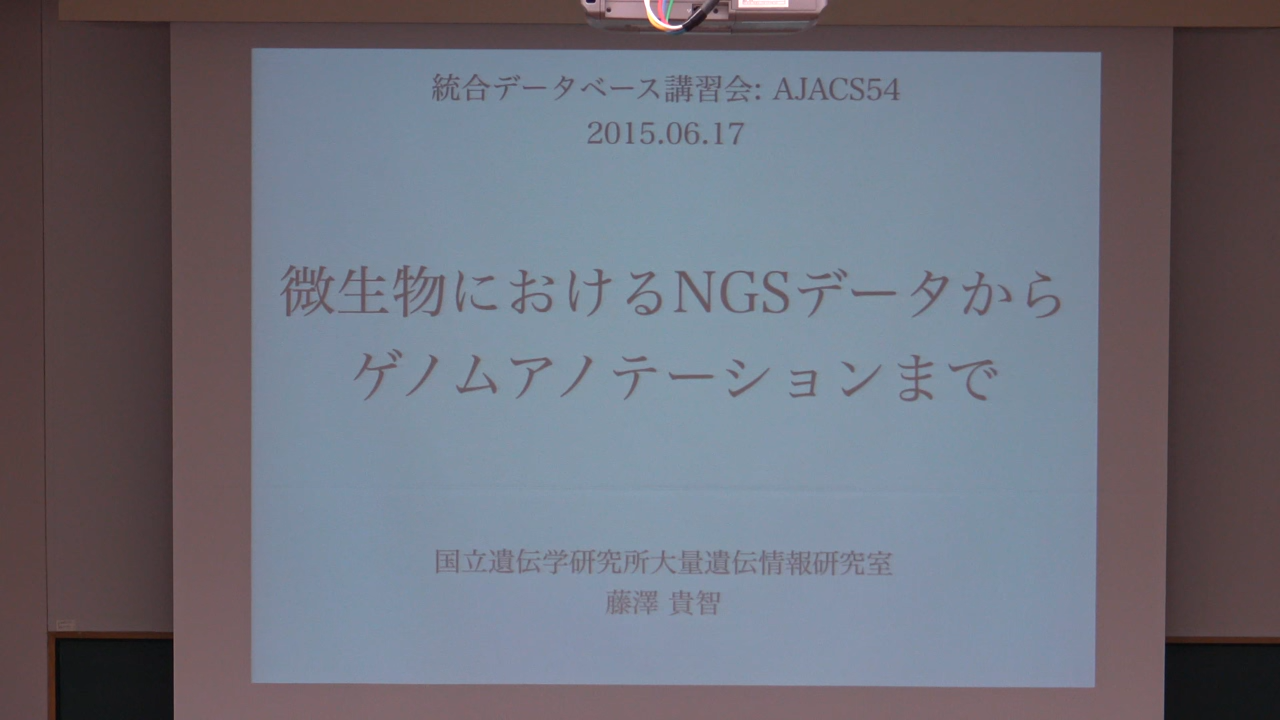 統合データベース講習会: AJACS54
2015.06.17
微生物におけるNGSデータから
ゲノムアノテーションまで
国立遺伝学研究所大量遺伝情報研究室
藤澤 貴智